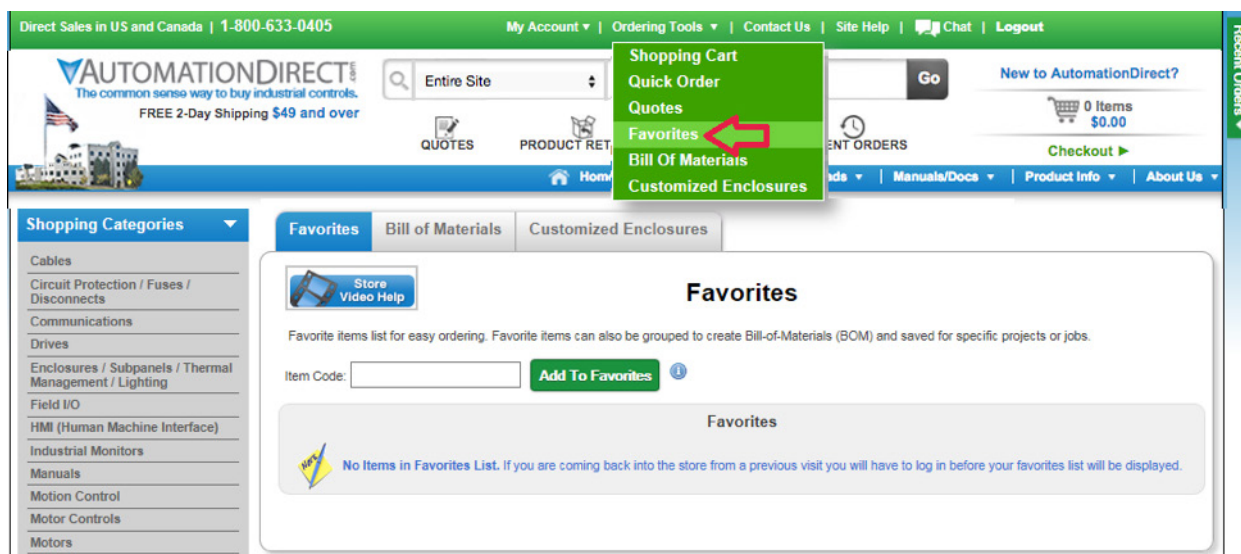 Direct Sales in US and Canada | 1-800-633-0405
My Account ▾ | Ordering Tools ▾ | Contact Us | Site Help | Chat | Logout
Recent Orders
AUTOMATIONDIRECT.com
The common sense way to buy industrial controls.
FREE 2-Day Shipping $49 and over
Entire Site
Go
New to AutomationDirect?
0 Items
$0.00
Checkout ▶
Shopping Cart
Quick Order
Quotes
Favorites
Bill Of Materials
Customized Enclosures
QUOTES
PRODUCT RET
ENT ORDERS
Hom
ds ▾ | Manuals/Docs ▾ | Product Info ▾ | About Us ▾
Shopping Categories
Cables
Circuit Protection / Fuses /
Disconnects
Communications
Drives
Enclosures / Subpanels / Thermal
Management / Lighting
Field I/O
HMI (Human Machine Interface)
Industrial Monitors
Manuals
Motion Control
Motor Controls
Motors
Favorites
Bill of Materials
Customized Enclosures
Store
Video Help
Favorites
Favorite items list for easy ordering. Favorite items can also be grouped to create Bill-of-Materials (BOM) and saved for specific projects or jobs.
Item Code:
Add To Favorites
Favorites
Note
No Items in Favorites List. If you are coming back into the store from a previous visit you will have to log in before your favorites list will be displayed.